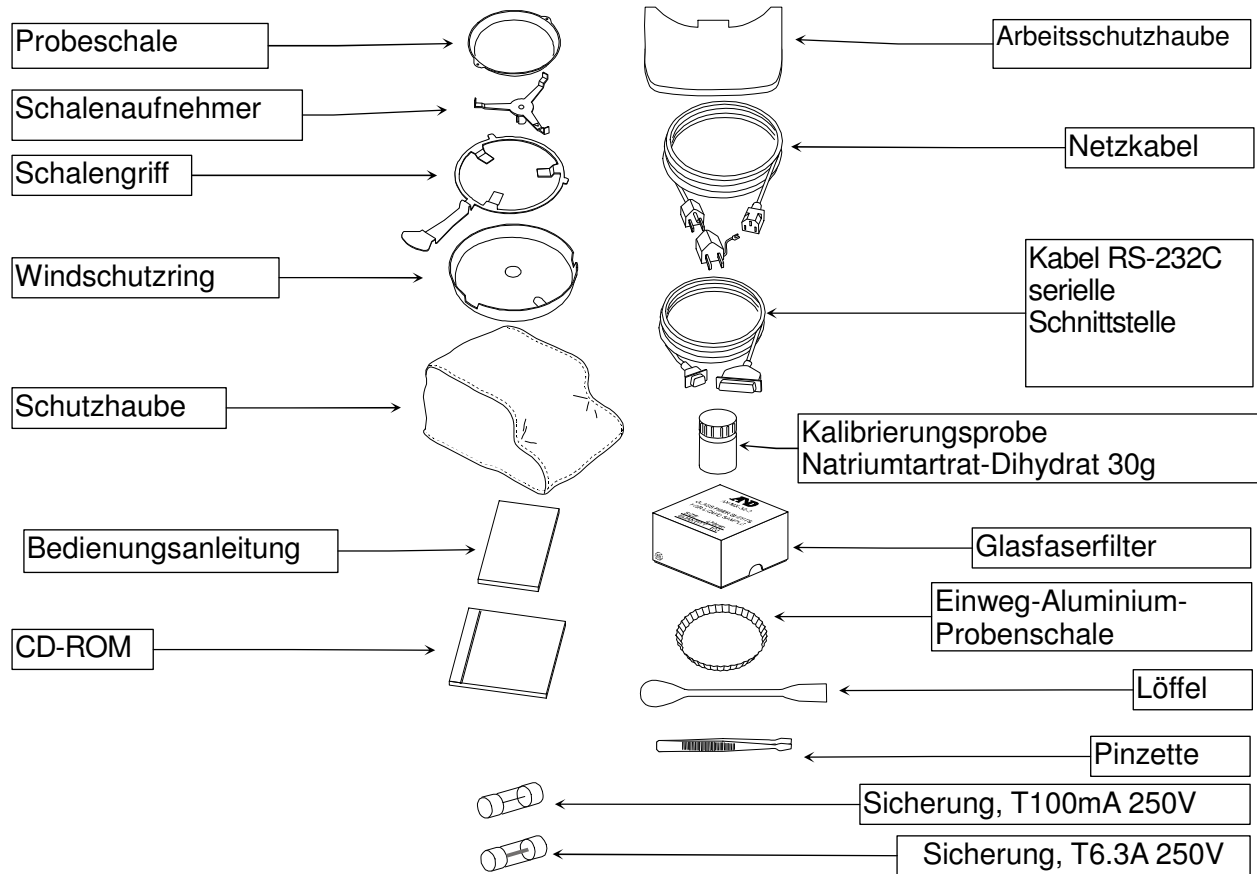 Probeschale
Schalenaufnehmer
Schalengriff
Windschutzring
Schutzhaube
Bedienungsanleitung
CD-ROM
Arbeitsschutzhaube
Netzkabel
Kabel RS-232C
serielle
Schnittstelle
Kalibrierungsprobe
Natriumtartrat-Dihydrat 30g
AND
Glasfaserfilter
Einweg-Aluminium-
Probenschale
Löffel
Pinzette
Sicherung, T100mA 250V
Sicherung, T6.3A 250V